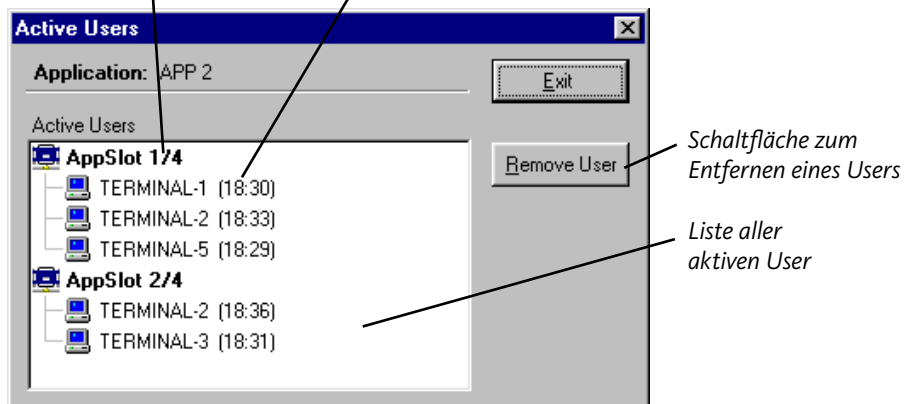 Active Users
Application: APP 2
Exit
Active Users
AppSlot 1/4
TERMINAL-1 (18:30)
TERMINAL-2 (18:33)
TERMINAL-5 (18:29)
AppSlot 2/4
TERMINAL-2 (18:36)
TERMINAL-3 (18:31)
Remove User
Schaltfläche zum
Entfernen eines Users
Liste aller
aktiven User